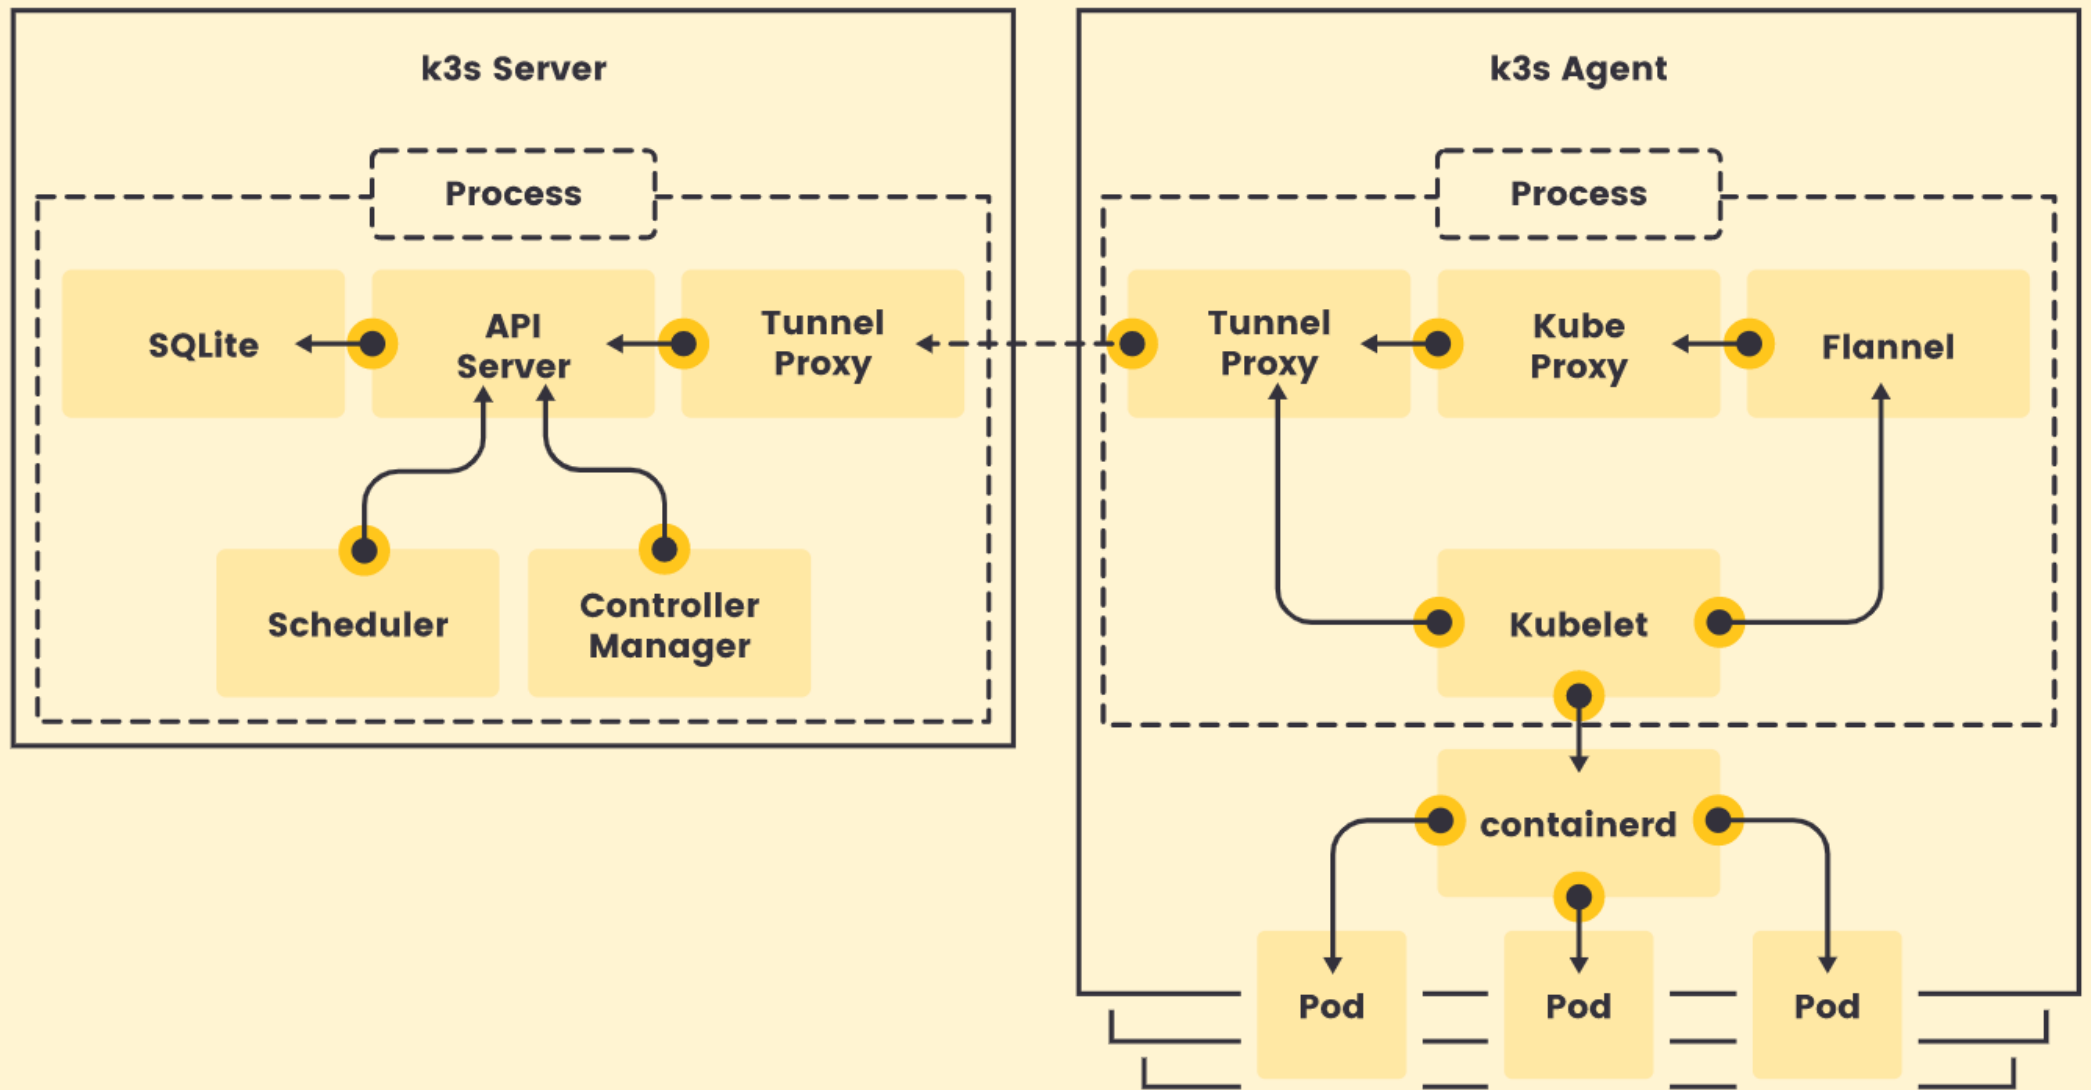 k3s Server
Process
SQLite
API
Server
Tunnel
Proxy
Scheduler
Controller
Manager
k3s Agent
Process
Tunnel
Proxy
Kube
Proxy
Flannel
Kubelet
containerd
Pod
Pod
Pod